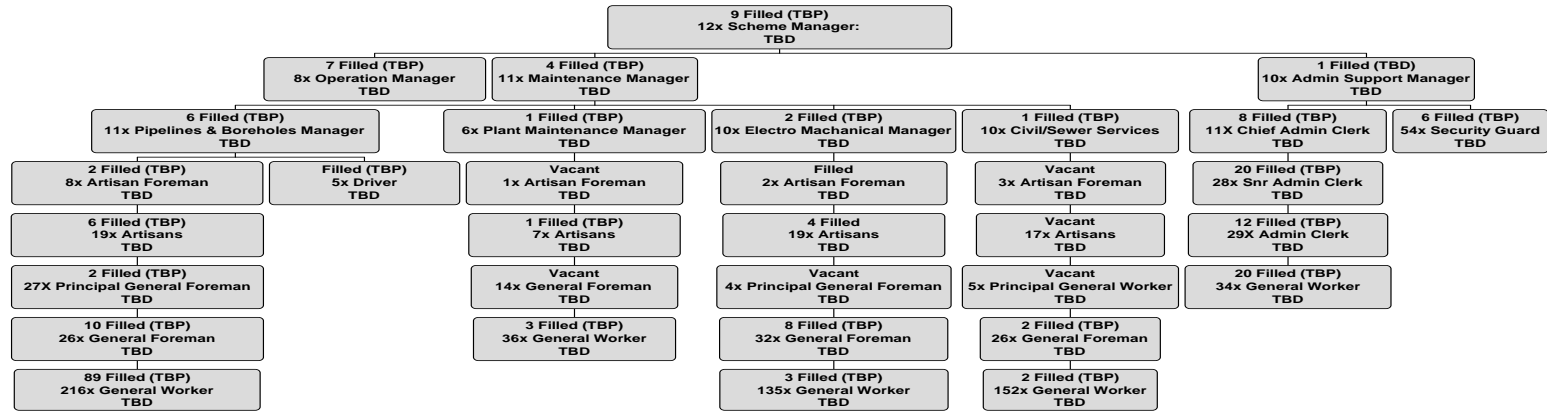 9 Filled (TBP)
12x Scheme Manager:
TBD
7 Filled (TBP)
8x Operation Manager
TBD
4 Filled (TBP)
11x Maintenance Manager
TBD
1 Filled (TBD)
10x Admin Support Manager
TBD
6 Filled (TBP)
11x Pipelines & Boreholes Manager
TBD
1 Filled (TBP)
6x Plant Maintenance Manager
TBD
2 Filled (TBP)
10x Electro Machanical Manager
TBD
1 Filled (TBP)
10x Civil/Sewer Services
TBD
8 Filled (TBP)
11X Chief Admin Clerk
TBD
6 Filled (TBP)
54x Security Guard
TBD
2 Filled (TBP)
8x Artisan Foreman
TBD
Filled (TBP)
5x Driver
TBD
Vacant
1x Artisan Foreman
TBD
Filled
2x Artisan Foreman
TBD
Vacant
3x Artisan Foreman
TBD
20 Filled (TBP)
28x Snr Admin Clerk
TBD
6 Filled (TBP)
19x Artisans
TBD
1 Filled (TBP)
7x Artisans
TBD
4 Filled
19x Artisans
TBD
Vacant
17x Artisans
TBD
12 Filled (TBP)
29X Admin Clerk
TBD
2 Filled (TBP)
27X Principal General Foreman
TBD
Vacant
14x General Foreman
TBD
Vacant
4x Principal General Foreman
TBD
Vacant
5x Principal General Worker
TBD
20 Filled (TBP)
34x General Worker
TBD
10 Filled (TBP)
26x General Foreman
TBD
3 Filled (TBP)
36x General Worker
TBD
8 Filled (TBP)
32x General Foreman
TBD
2 Filled (TBP)
26x General Foreman
TBD
89 Filled (TBP)
216x General Worker
TBD
3 Filled (TBP)
135x General Worker
TBD
2 Filled (TBP)
152x General Worker
TBD